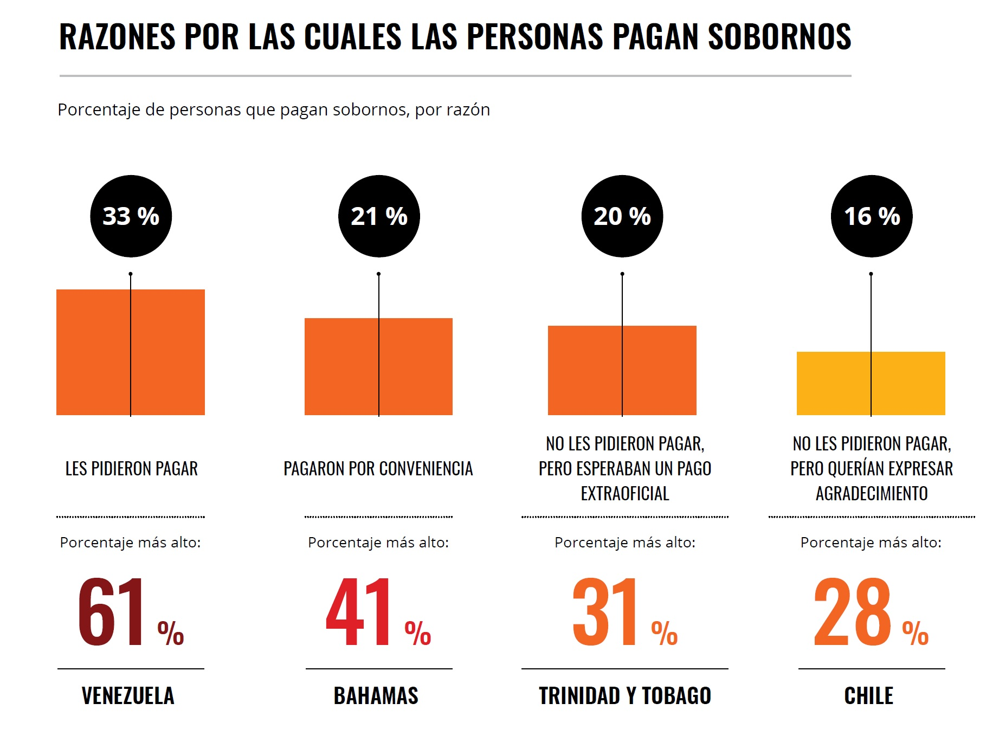 RAZONES POR LAS CUALES LAS PERSONAS PAGAN SOBORNOS
Porcentaje de personas que pagan sobornos, por razón
33 %
21 %
20 %
16 %
LES PIDIERON PAGAR
PAGARON POR CONVENIENCIA
NO LES PIDIERON PAGAR,
PERO ESPERABAN UN PAGO
EXTRAOFICIAL
NO LES PIDIERON PAGAR,
PERO QUERÍAN EXPRESAR
AGRADECIMIENTO
Porcentaje más alto:
Porcentaje más alto:
Porcentaje más alto:
Porcentaje más alto:
61 %
41 %
31 %
28 %
VENEZUELA
BAHAMAS
TRINIDAD Y TOBAGO
CHILE